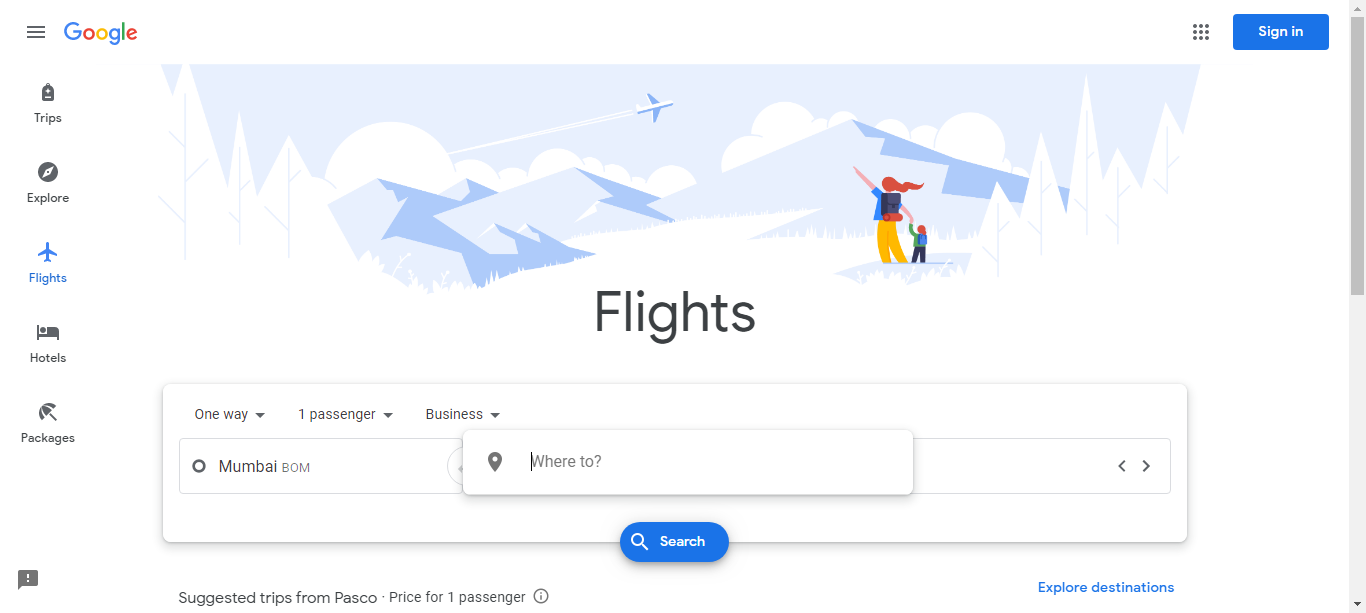 Google
Sign in
Trips
Explore
Flights
Hotels
Packages
Flights
One way 1 passenger Business
Mumbai BOM Where to?
Search
Suggested trips from Pasco · Price for 1 passenger
Explore destinations